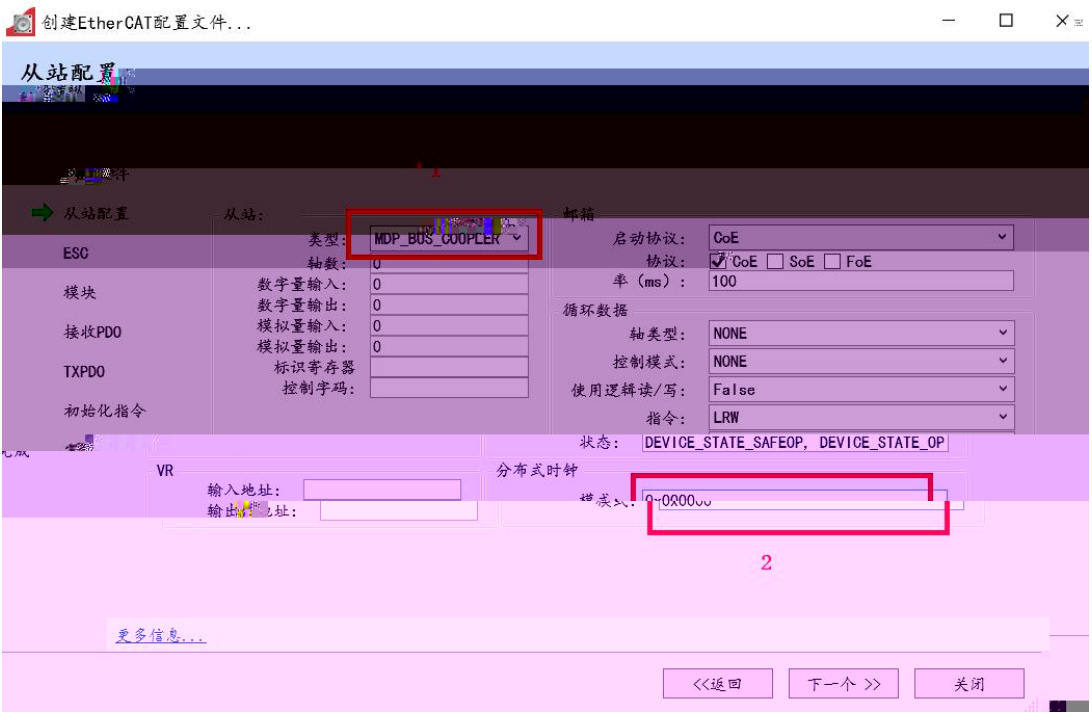 创建EtherCAT配置文件...
从站配置
1
从站配置
ESC
模块
接收PDO
TXPDO
初始化指令
从站:
类型: MDP_BUS_COUPLER
轴数: 0
数字量输入: 0
数字量输出: 0
模拟量输入: 0
模拟量输出: 0
标识寄存器
控制字码:
邮箱
启动协议: CoE
协议: CoE SoE FoE
率 (ms) : 100
循环数据
轴类型: NONE
控制模式: NONE
使用逻辑读/写: False
指令: LRW
状态: DEVICE_STATE_SAFEOP, DEVICE_STATE_OP
VR
输入地址:
分布式时钟
2
更多信息...
<<返回
下一个 >>
关闭